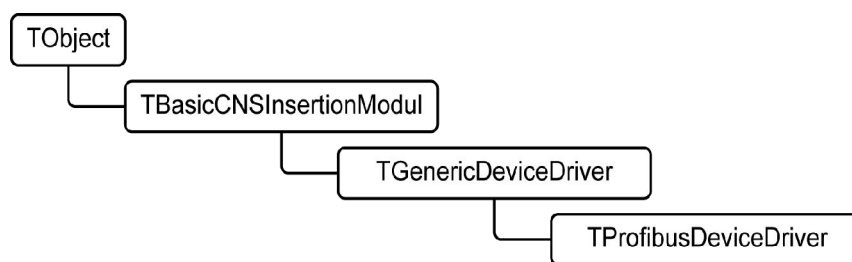 TObject
TBasicCNSInsertionModul
TGenericDeviceDriver
TProfibusDeviceDriver